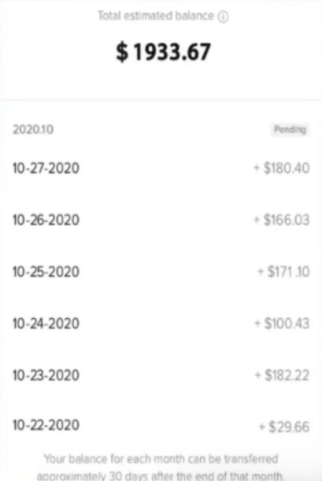 Total estimated balance ⓘ
$ 1933.67
2020.10 Pending
10-27-2020 + $180.40
10-26-2020 + $166.03
10-25-2020 + $171.10
10-24-2020 + $100.43
10-23-2020 + $182.22
10-22-2020 + $29.66
Your balance for each month can be transferred
approximately 30 days after the end of that month.